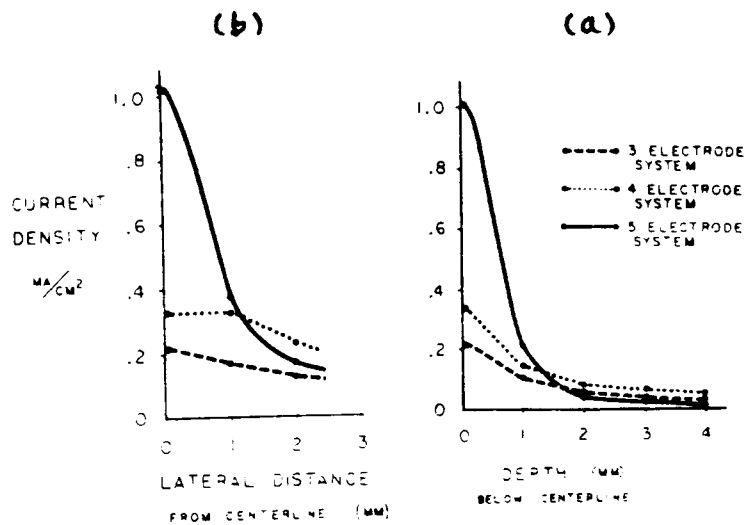 (b)
(a)
1.0
.8
.6
.4
.2
0
CURRENT
DENSITY
MA/CM²
0 1 2 3
LATERAL DISTANCE
FROM CENTERLINE (MM)
1.0
.8
.6
.4
.2
0
3 ELECTRODE
SYSTEM
4 ELECTRODE
SYSTEM
5 ELECTRODE
SYSTEM
0 1 2 3 4
DEPTH (MM)
BELOW CENTERLINE